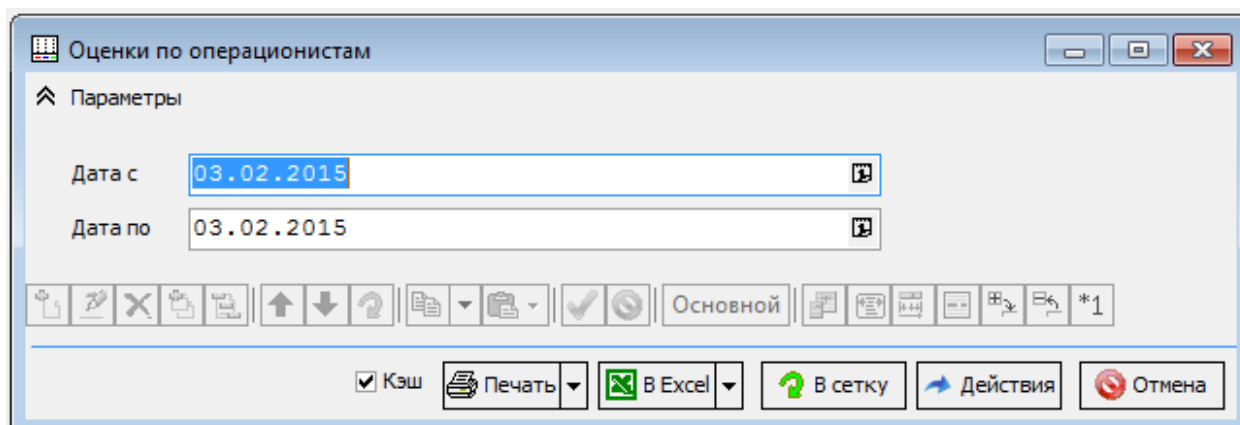 Оценки по операционистам
Параметры
Дата с 03.02.2015
Дата по 03.02.2015
Основной *1
Кэш Печать В Excel В сетку Действия Отмена